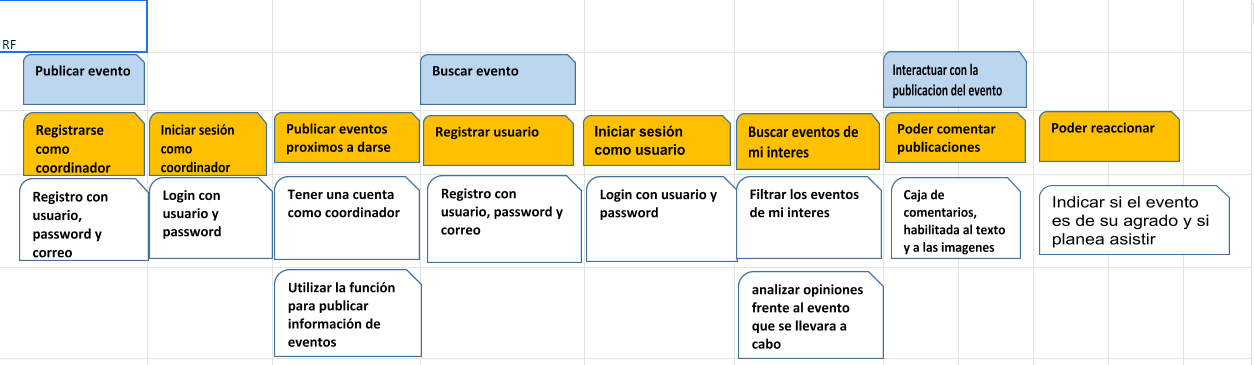 RF
Publicar evento
Buscar evento
Interactuar con la
publicacion del evento
Registrarse
como
coordinador
Iniciar sesión
como
coordinador
Publicar eventos
proximos a darse
Registrar usuario
Iniciar sesión
como usuario
Buscar eventos de
mi interes
Poder comentar
publicaciones
Poder reaccionar
Registro con
usuario,
password y
correo
Login con
usuario y
password
Tener una cuenta
como coordinador
Registro con
usuario, password y
correo
Login con usuario y
password
Filtrar los eventos
de mi interes
Caja de
comentarios,
habilitada al texto
y a las imagenes
Indicar si el evento
es de su agrado y si
planea asistir
Utilizar la función
para publicar
información de
eventos
analizar opiniones
frente al evento
que se llevara a
cabo